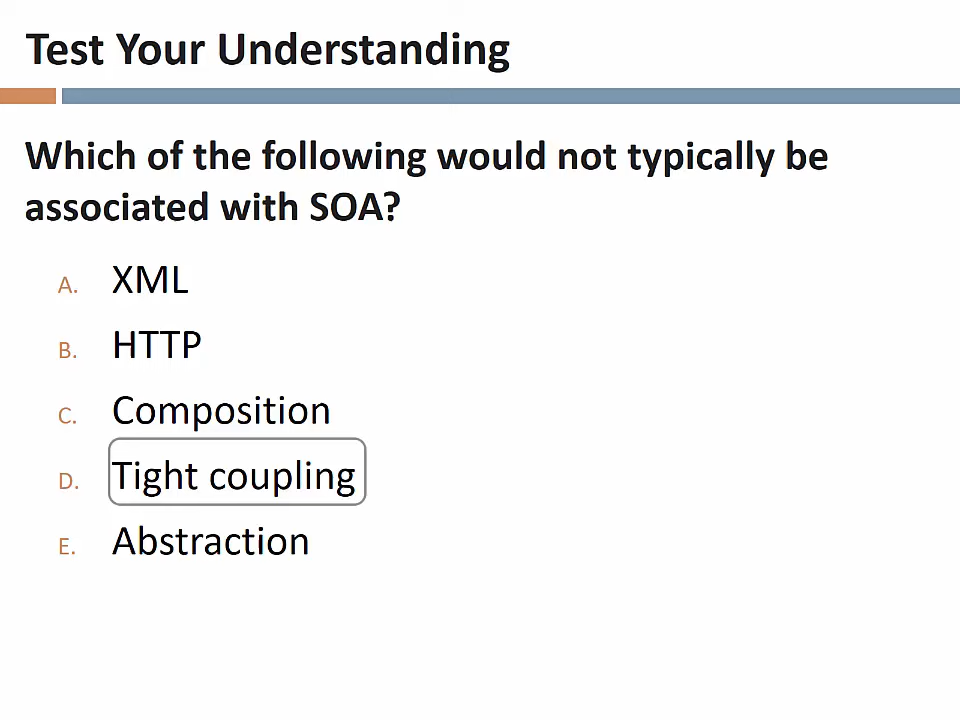 Test Your Understanding
Which of the following would not typically be
associated with SOA?
A. XML
B. HTTP
C. Composition
D. Tight coupling
E. Abstraction